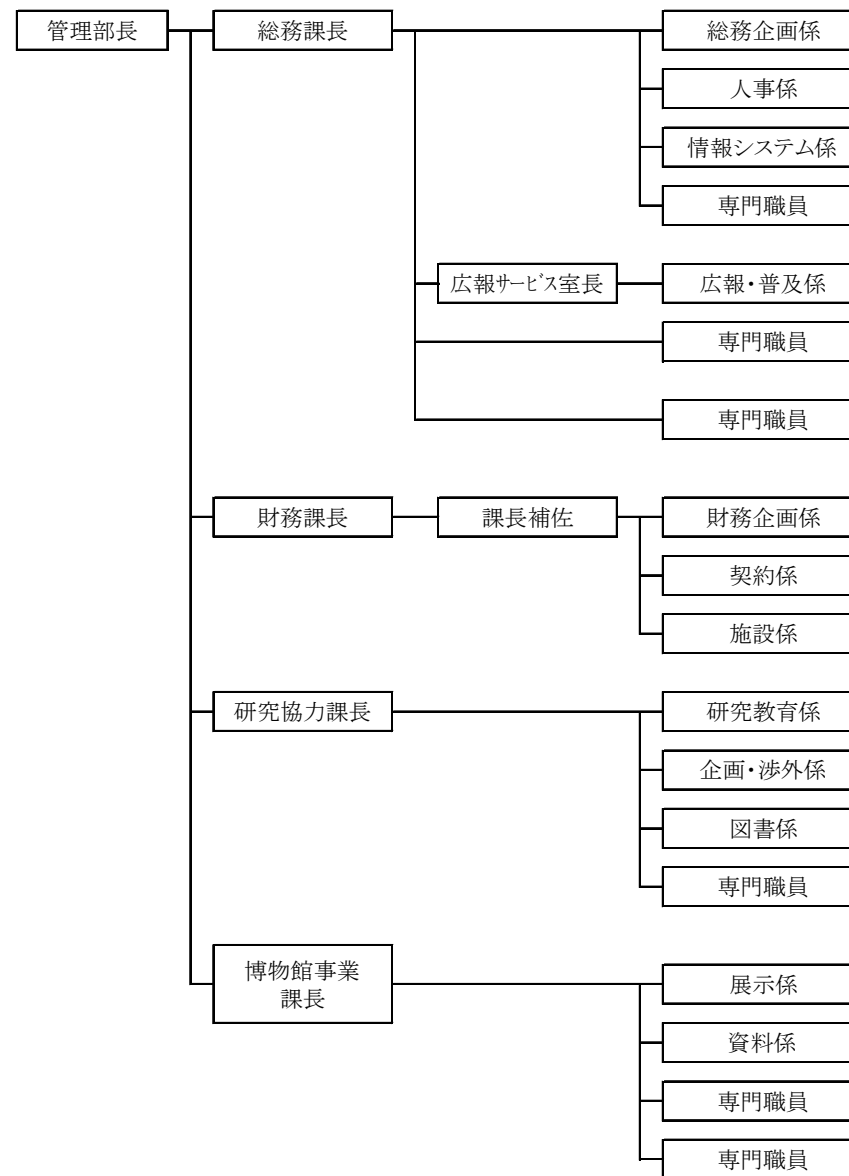 管理部長
総務課長
総務企画係
人事係
情報システム係
専門職員
広報ｻｰﾋﾞｽ室長
広報・普及係
専門職員
専門職員
財務課長
課長補佐
財務企画係
契約係
施設係
研究協力課長
研究教育係
企画・渉外係
図書係
専門職員
博物館事業
課長
展示係
資料係
専門職員
専門職員